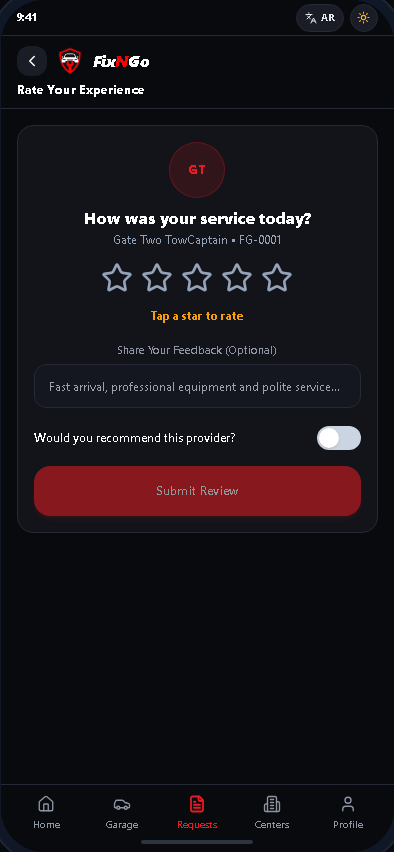 9:41
AR
FixNGo
Rate Your Experience
GT
How was your service today?
Gate Two TowCaptain • FG-0001
Tap a star to rate
Share Your Feedback (Optional)
Fast arrival, professional equipment and polite service...
Would you recommend this provider?
Submit Review
Home Garage Requests Centers Profile